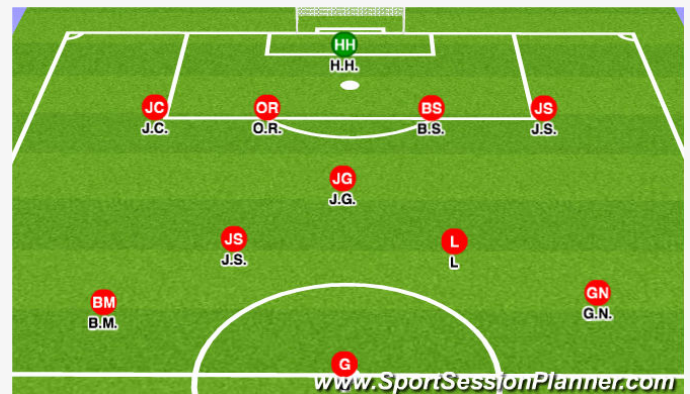 HH
H.H.
JC OR BS JS
J.C. O.R. B.S. J.S.
JG
J.G.
JS L
J.S. L
BM GN
B.M. G.N.
G
www.SportSessionPlanner.com